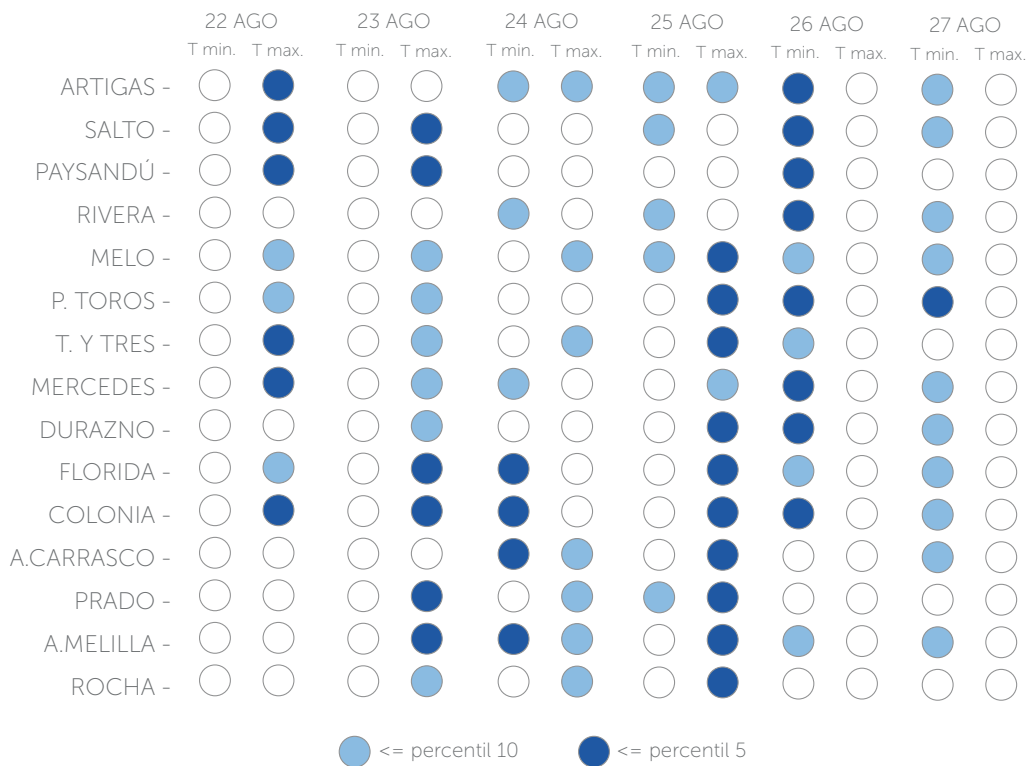 22 AGO 23 AGO 24 AGO 25 AGO 26 AGO 27 AGO
T min. T max. T min. T max. T min. T max. T min. T max. T min. T max. T min. T max.
ARTIGAS -
SALTO -
PAYSANDÚ -
RIVERA -
MELO -
P. TOROS -
T. Y TRES -
MERCEDES -
DURAZNO -
FLORIDA -
COLONIA -
A.CARRASCO -
PRADO -
A.MELILLA -
ROCHA -
<= percentil 10 <= percentil 5